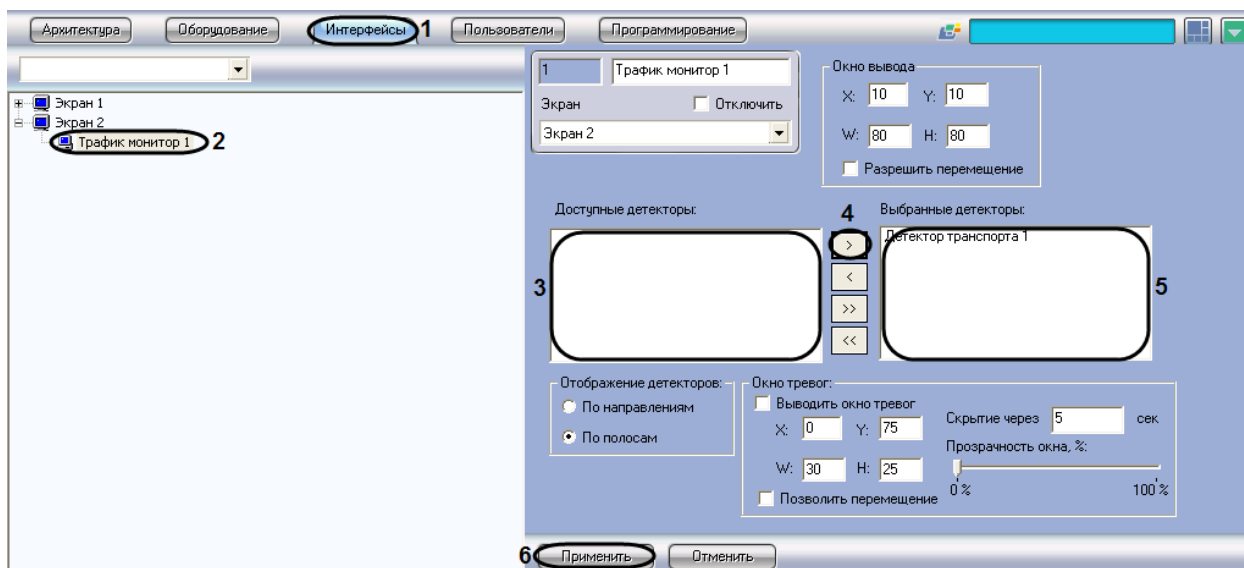 Архитектура Оборудование Интерфейсы 1 Пользователи Программирование
1 Трафик монитор 1
Экран Отключить
Экран 2
Окно вывода
X: 10 Y: 10
W: 80 H: 80
Разрешить перемещение
Экран 1
Экран 2
Трафик монитор 1 2
Доступные детекторы: 4 Выбранные детекторы:
> Детектор транспорта 1
<
3 5
>>
<<
Отображение детекторов:
По направлениям
По полосам
Окно тревог:
Выводить окно тревог
X: 0 Y: 75
W: 30 H: 25
Позволить перемещение
Скрытие через 5 сек
Прозрачность окна, %:
0 % 100 %
6 Применить Отменить